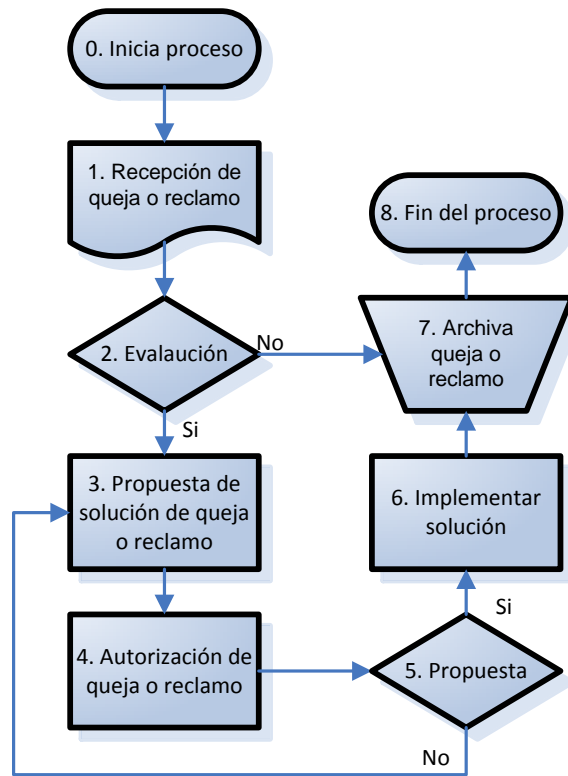 0. Inicia proceso
1. Recepción de
queja o reclamo
2. Evalaución
No
Si
3. Propuesta de
solución de queja
o reclamo
4. Autorización de
queja o reclamo
5. Propuesta
No
Si
6. Implementar
solución
7. Archiva
queja o
reclamo
8. Fin del proceso